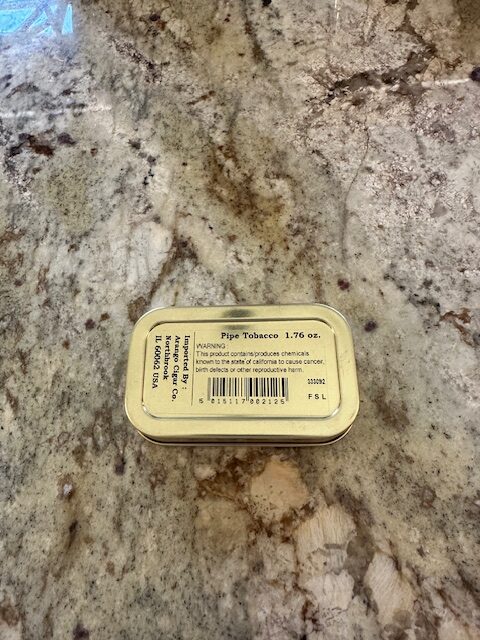 Pipe Tobacco 1.76 oz.
WARNING
This product contains/produces chemicals
known to the state of california to cause cancer,
birth defects or other reproductive harm.
333092
5 015117 002125
F S L
Imported By :
Arango Cigar Co.
Northbrook
IL 60062 USA